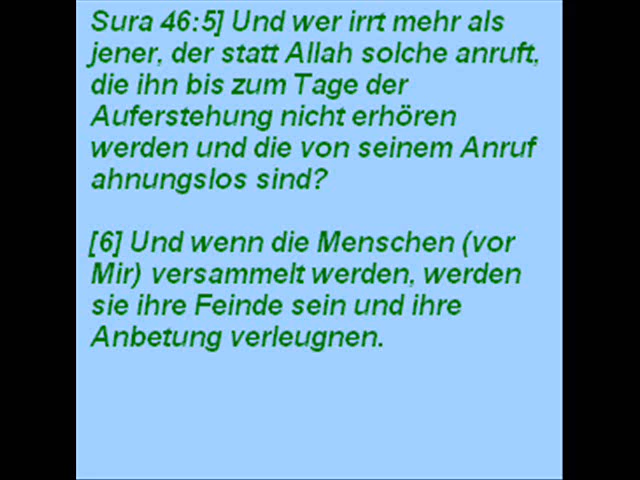 Sura 46:5] Und wer irrt mehr als
jener, der statt Allah solche anruft,
die ihn bis zum Tage der
Auferstehung nicht erhören
werden und die von seinem Anruf
ahnungslos sind?
[6] Und wenn die Menschen (vor
Mir) versammelt werden, werden
sie ihre Feinde sein und ihre
Anbetung verleugnen.